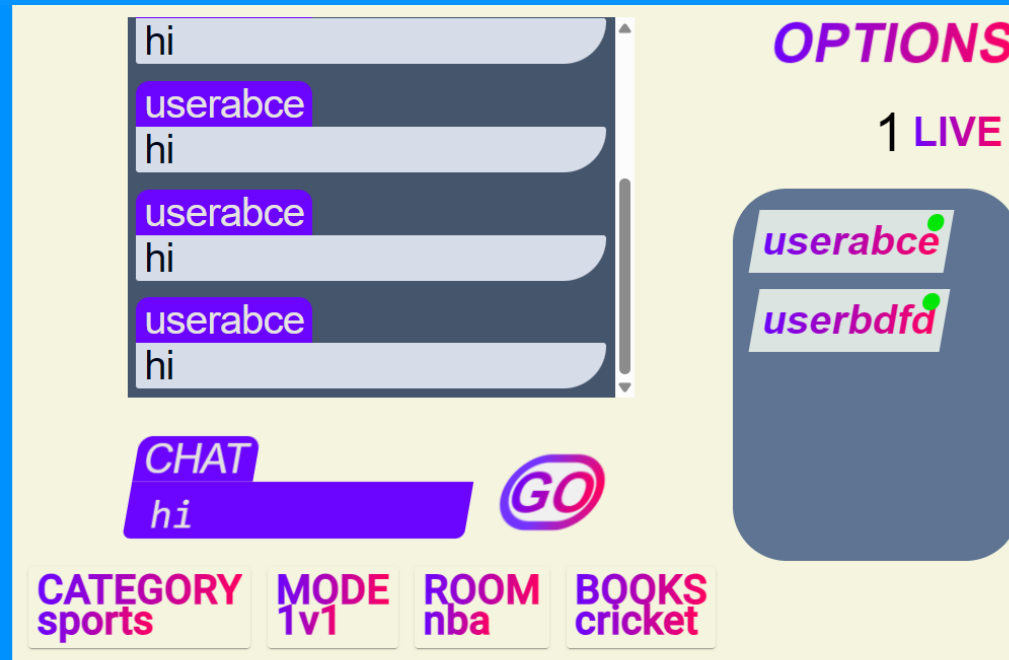 hi
userabce
hi
userabce
hi
userabce
hi
CHAT
hi
GO
CATEGORY
sports
MODE
1v1
ROOM
nba
BOOKS
cricket
OPTIONS
1 LIVE
userabce
userbdfd